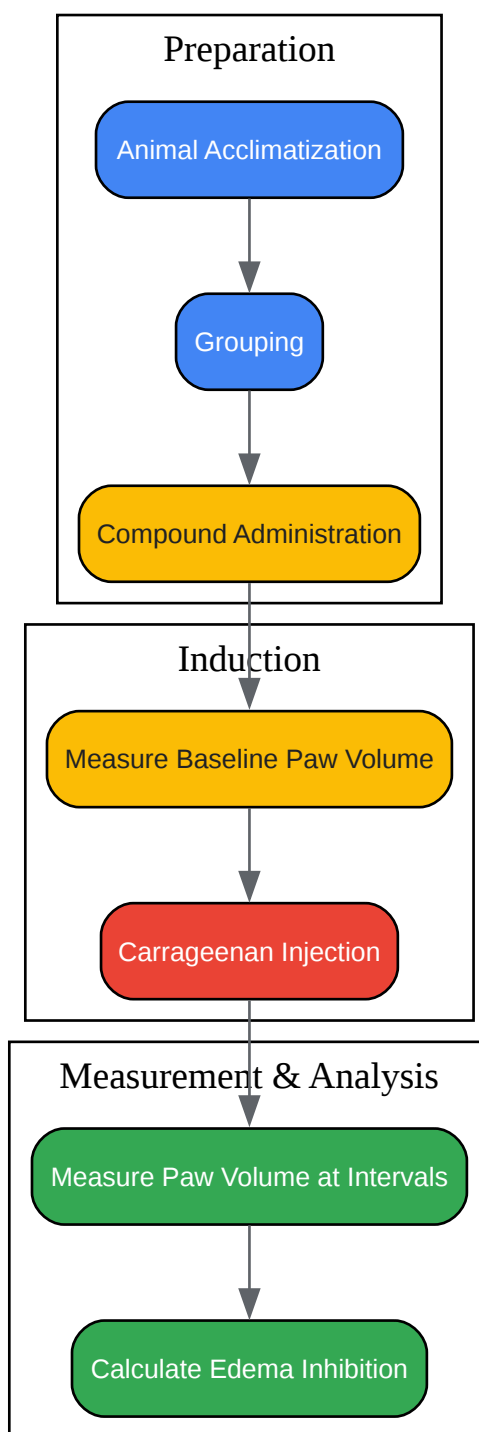 Preparation
Animal Acclimatization
Grouping
Compound Administration
Induction
Measure Baseline Paw Volume
Carrageenan Injection
Measurement & Analysis
Measure Paw Volume at Intervals
Calculate Edema Inhibition